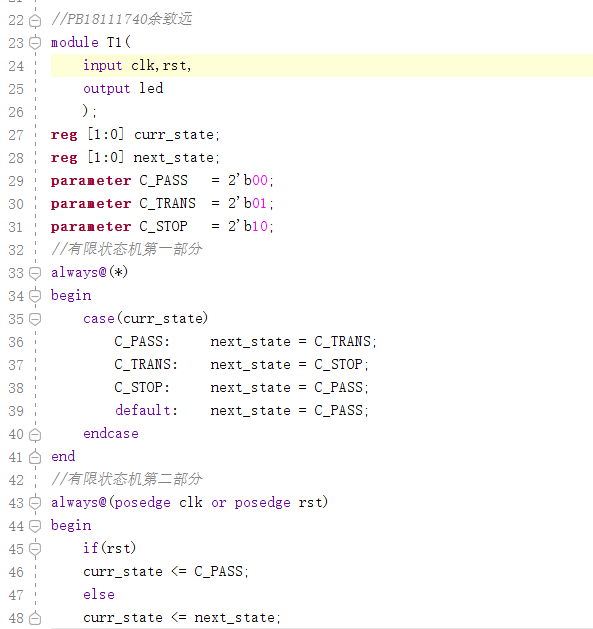 22 //PB18111740余致远
23 module T1(
24     input clk,rst,
25     output led
26     );
27 reg [1:0] curr_state;
28 reg [1:0] next_state;
29 parameter C_PASS   = 2'b00;
30 parameter C_TRANS  = 2'b01;
31 parameter C_STOP   = 2'b10;
32 //有限状态机第一部分
33 always@(*)
34 begin
35     case(curr_state)
36         C_PASS:     next_state = C_TRANS;
37         C_TRANS:    next_state = C_STOP;
38         C_STOP:     next_state = C_PASS;
39         default:    next_state = C_PASS;
40     endcase
41 end
42 //有限状态机第二部分
43 always@(posedge clk or posedge rst)
44 begin
45     if(rst)
46     curr_state <= C_PASS;
47     else
48     curr_state <= next_state;